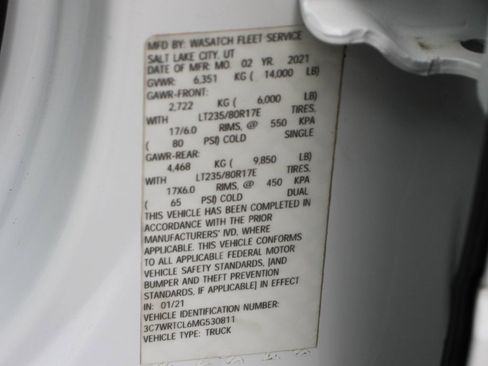 MFD BY: WASATCH FLEET SERVICE
SALT LAKE CITY, UT
DATE OF MFR: MO. 02 YR. 2021
GVWR: 6,351 KG ( 14,000 LB)
GAWR-FRONT:
2,722 KG ( 6,000 LB)
WITH LT235/80R17E TIRES,
17/6.0 RIMS, @ 550 KPA
( 80 PSI) COLD SINGLE
GAWR-REAR:
4,468 KG ( 9,850 LB)
WITH LT235/80R17E TIRES,
17X6.0 RIMS, @ 450 KPA
( 65 PSI) COLD DUAL
THIS VEHICLE HAS BEEN COMPLETED IN
ACCORDANCE WITH THE PRIOR
MANUFACTURERS' IVD, WHERE
APPLICABLE. THIS VEHICLE CONFORMS
TO ALL APPLICABLE FEDERAL MOTOR
VEHICLE SAFETY STANDARDS, [AND
BUMPER AND THEFT PREVENTION
STANDARDS, IF APPLICABLE] IN EFFECT
IN: 01/21
VEHICLE IDENTIFICATION NUMBER:
3C7WRTCL6MG530811
VEHICLE TYPE: TRUCK